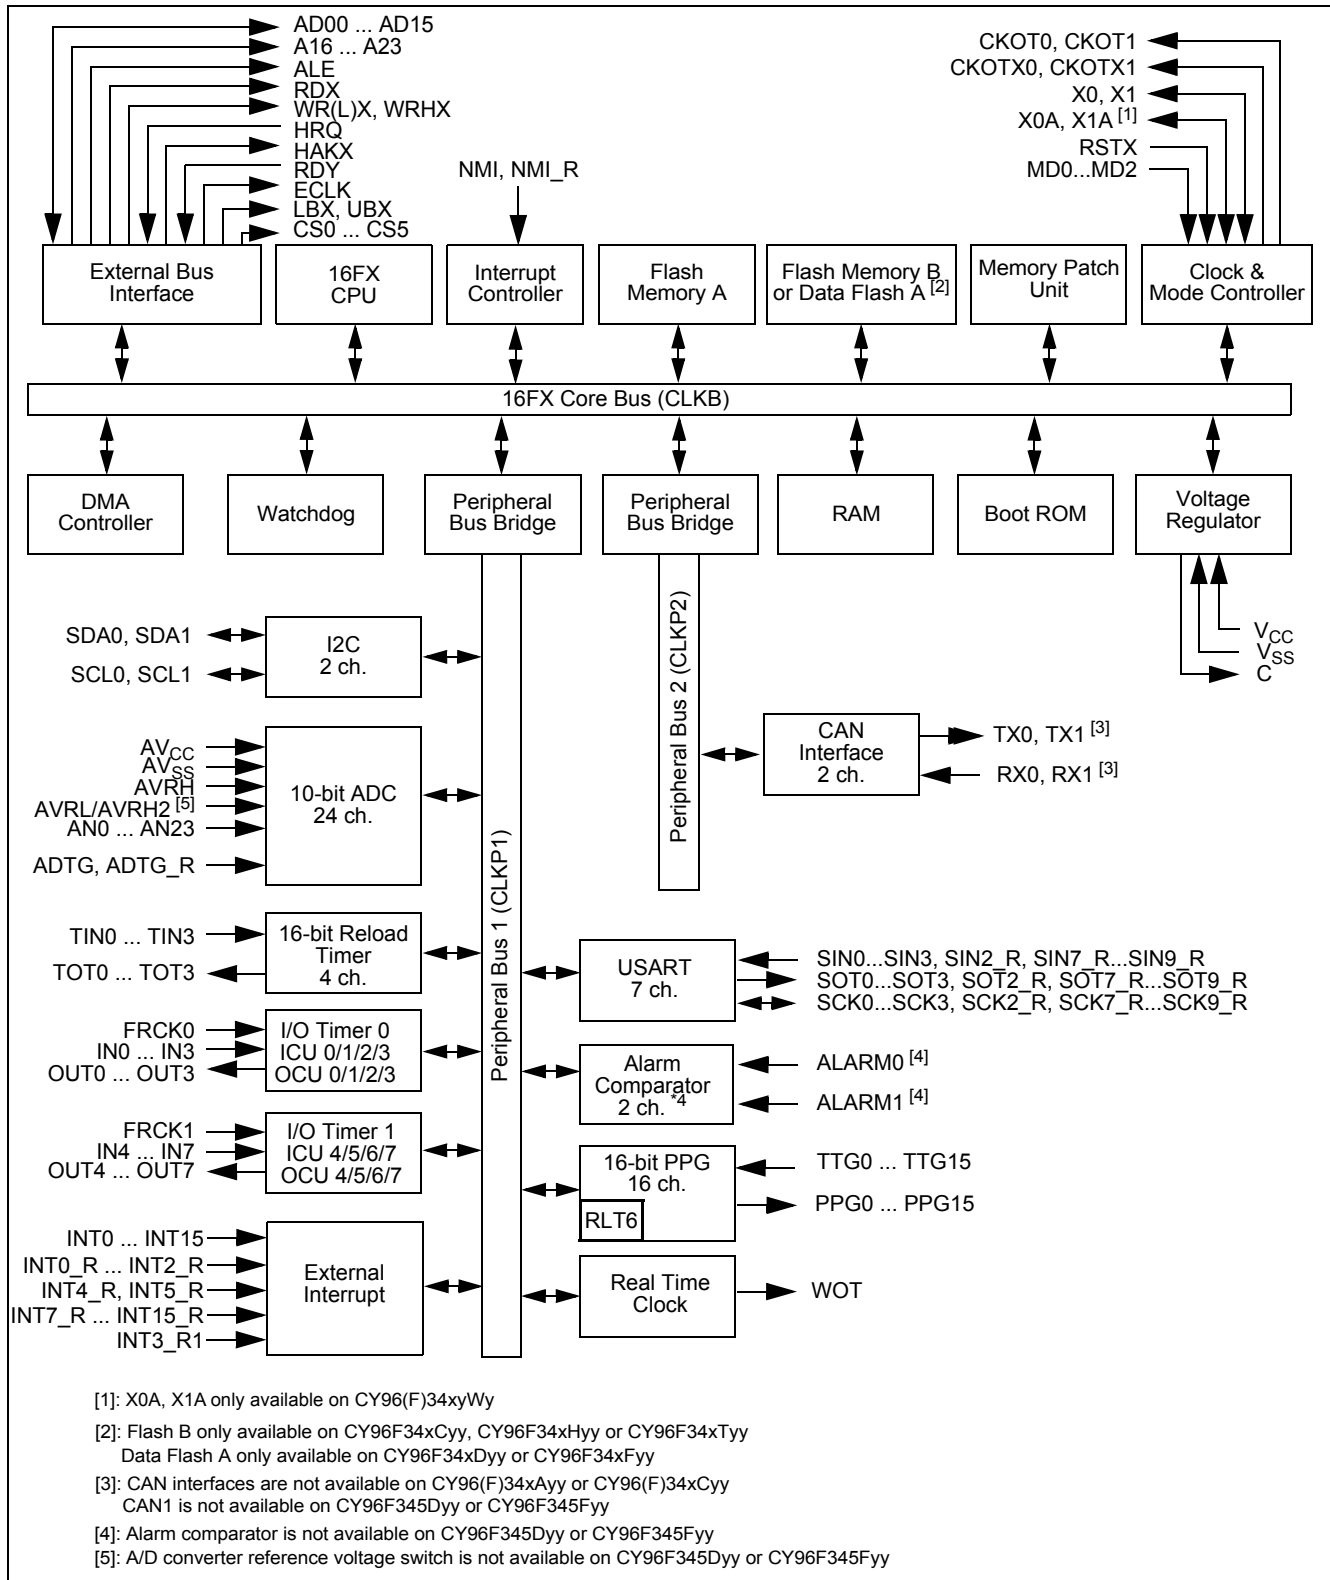 AD00 ... AD15
A16 ... A23
ALE
RDX
WR(L)X, WRHX
HRQ
HAKX
RDY
ECLK
LBX, UBX
CS0 ... CS5
NMI, NMI_R
CKOT0, CKOT1
CKOTX0, CKOTX1
X0, X1
X0A, X1A [1]
RSTX
MD0...MD2
External Bus
Interface
16FX
CPU
Interrupt
Controller
Flash
Memory A
Flash Memory B
or Data Flash A [2]
Memory Patch
Unit
Clock &
Mode Controller
16FX Core Bus (CLKB)
DMA
Controller
Watchdog
Peripheral
Bus Bridge
Peripheral
Bus Bridge
RAM
Boot ROM
Voltage
Regulator
VCC
VSS
C
Peripheral Bus 1 (CLKP1)
Peripheral Bus 2 (CLKP2)
SDA0, SDA1
SCL0, SCL1
I2C
2 ch.
CAN
Interface
2 ch.
TX0, TX1 [3]
RX0, RX1 [3]
AVCC
AVSS
AVRH
AVRL/AVRH2 [5]
AN0 ... AN23
ADTG, ADTG_R
10-bit ADC
24 ch.
TIN0 ... TIN3
TOT0 ... TOT3
16-bit Reload
Timer
4 ch.
USART
7 ch.
SIN0...SIN3, SIN2_R, SIN7_R...SIN9_R
SOT0...SOT3, SOT2_R, SOT7_R...SOT9_R
SCK0...SCK3, SCK2_R, SCK7_R...SCK9_R
FRCK0
IN0 ... IN3
OUT0 ... OUT3
I/O Timer 0
ICU 0/1/2/3
OCU 0/1/2/3
Alarm
Comparator
2 ch. *4
ALARM0 [4]
ALARM1 [4]
FRCK1
IN4 ... IN7
OUT4 ... OUT7
I/O Timer 1
ICU 4/5/6/7
OCU 4/5/6/7
16-bit PPG
16 ch.
RLT6
TTG0 ... TTG15
PPG0 ... PPG15
INT0 ... INT15
INT0_R ... INT2_R
INT4_R, INT5_R
INT7_R ... INT15_R
INT3_R1
External
Interrupt
Real Time
Clock
WOT
[1]: X0A, X1A only available on CY96(F)34xyWy
[2]: Flash B only available on CY96F34xCyy, CY96F34xHyy or CY96F34xTyy
Data Flash A only available on CY96F34xDyy or CY96F34xFyy
[3]: CAN interfaces are not available on CY96(F)34xAyy or CY96(F)34xCyy
CAN1 is not available on CY96F345Dyy or CY96F345Fyy
[4]: Alarm comparator is not available on CY96F345Dyy or CY96F345Fyy
[5]: A/D converter reference voltage switch is not available on CY96F345Dyy or CY96F345Fyy